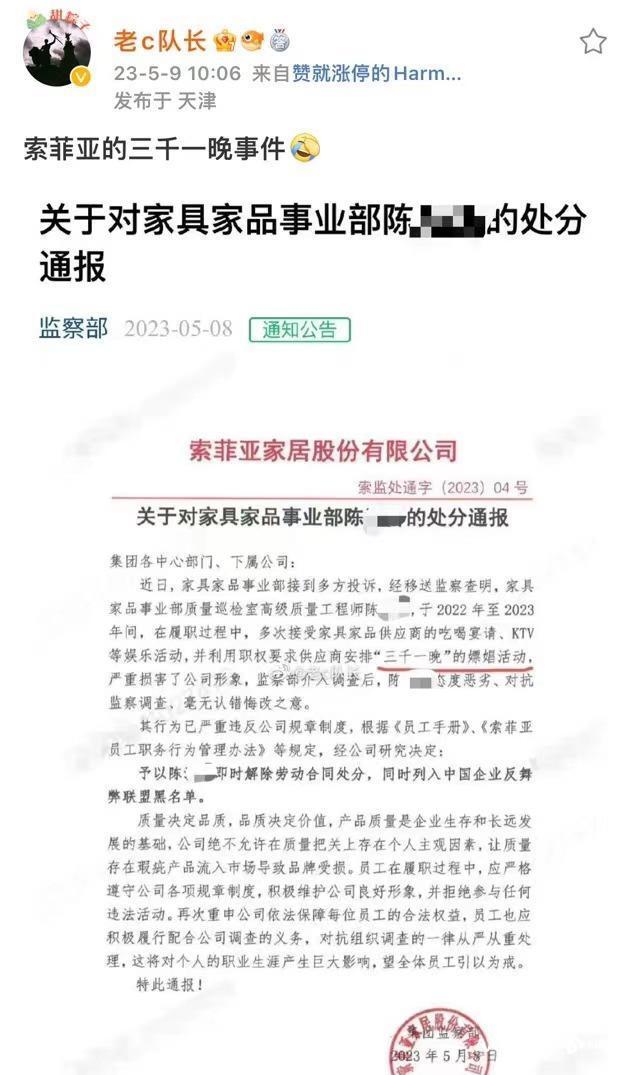 甜院子
老c队长
23-5-9 10:06 来自赞就涨停的Harm...
发布于 天津
索菲亚的三千一晚事件
关于对家具家品事业部陈 的处分
通报
监察部 2023-05-08 通知公告
索菲亚家居股份有限公司
索监处通字（2023）04 号
关于对家具家品事业部陈 的处分通报
集团各中心部门、下属公司：
近日，家具家品事业部接到多方投诉，经移送监察查明，家具
家品事业部质量巡检室高级质量工程师陈 ，于 2022 年至 2023
年间，在履职过程中，多次接受家具家品供应商的吃喝宴请、KTV
等娱乐活动，并利用职权要求供应商安排“三千一晚”的嫖娼活动，
严重损害了公司形象，监察部介入调查后，陈 态度恶劣、对抗
监察调查，毫无认错悔改之意。
其行为已严重违反公司规章制度，根据《员工手册》、《索菲亚
员工职务行为管理办法》等规定，经公司研究决定：
予以陈 即时解除劳动合同处分，同时列入中国企业反舞
弊联盟黑名单。
质量决定品质，品质决定价值，产品质量是企业生存和长远发
展的基础，公司绝不允许在质量把关上存在个人主观因素，让质量
存在瑕疵产品流入市场导致品牌受损。员工在履职过程中，应严格
遵守公司各项规章制度，积极维护公司良好形象，并拒绝参与任何
违法活动。再次重申公司依法保障每位员工的合法权益，员工也应
积极履行配合公司调查的义务，对抗组织调查的一律从严从重处
理，这将对个人的职业生涯产生巨大影响，望全体员工引以为戒。
特此通报！
集团监察部
2023 年 5 月 8 日